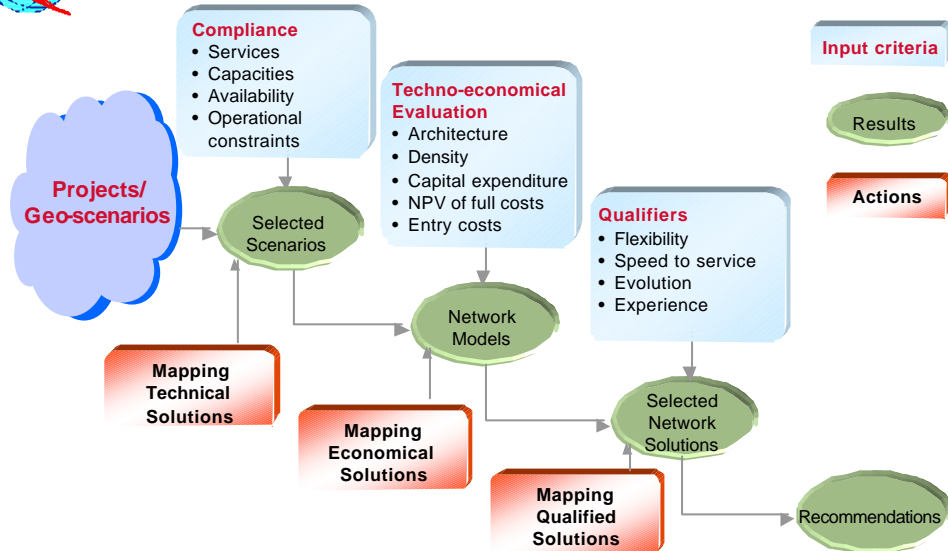 Compliance
• Services
• Capacities
• Availability
• Operational
constraints
Techno-economical
Evaluation
• Architecture
• Density
• Capital expenditure
• NPV of full costs
• Entry costs
Qualifiers
• Flexibility
• Speed to service
• Evolution
• Experience
Input criteria
Results
Actions
Projects/
Geo-scenarios
Selected
Scenarios
Network
Models
Selected
Network
Solutions
Recommendations
Mapping
Technical
Solutions
Mapping
Economical
Solutions
Mapping
Qualified
Solutions